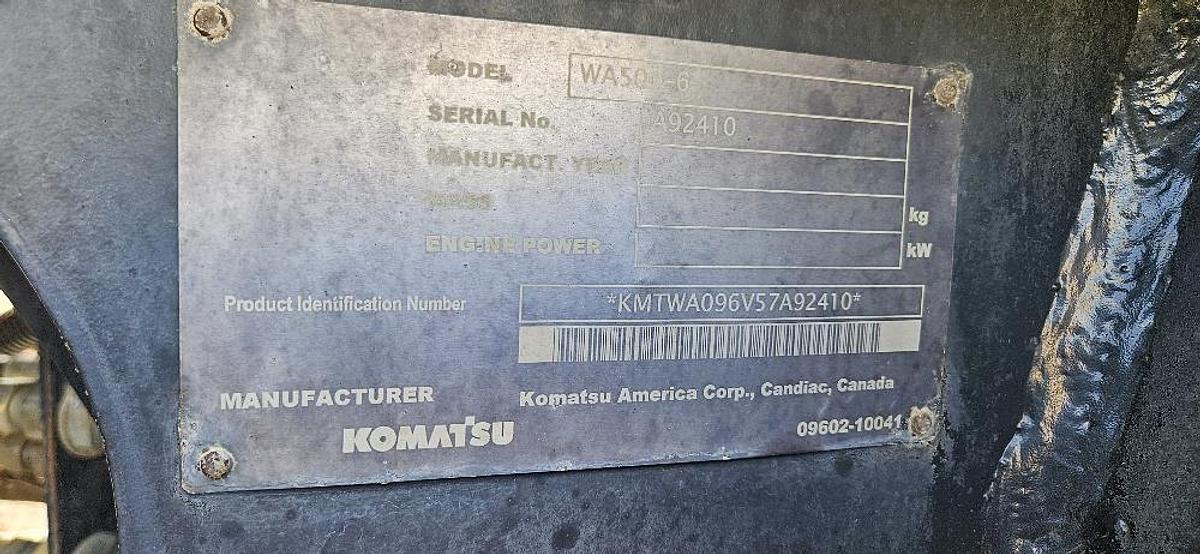 MODEL WA500-6
SERIAL No. A92410
MANUFACT. YEAR
MASS kg
ENGINE POWER kW
Product Identification Number *KMTWA096V57A92410*
MANUFACTURER Komatsu America Corp., Candiac, Canada
KOMATSU 09602-10041